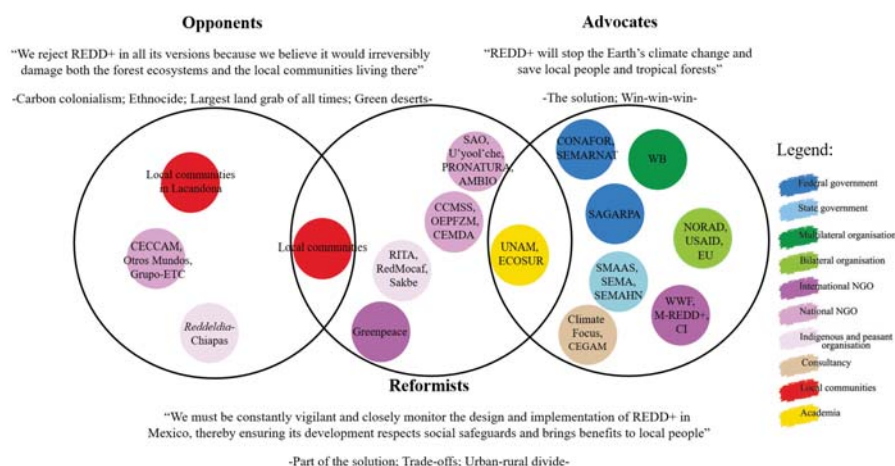 Opponents
“We reject REDD+ in all its versions because we believe it would irreversibly
damage both the forest ecosystems and the local communities living there”
-Carbon colonialism; Ethnocide; Largest land grab of all times; Green deserts-
Advocates
“REDD+ will stop the Earth’s climate change and
save local people and tropical forests”
-The solution; Win-win-win-
Local communities
in Lacandona
CECCAM,
Otros Mundos,
Grupo-ETC
Reddeldia-
Chiapas
Local communities
SAO,
U’yool’che,
PRONATURA,
AMBIO
CCMSS,
OEPFZM,
CEMDA
RITA,
RedMocaf,
Sakbe
Greenpeace
UNAM,
ECOSUR
CONAFOR,
SEMARNAT
WB
SAGARPA
NORAD,
USAID,
EU
SMAAS,
SEMA,
SEMAHN
WWF,
M-REDD+,
CI
Climate
Focus,
CEGAM
Legend:
Federal government
State government
Multilateral organisation
Bilateral organisation
International NGO
National NGO
Indigenous and peasant
organisation
Consultancy
Local communities
Academia
Reformists
“We must be constantly vigilant and closely monitor the design and implementation of REDD+ in
Mexico, thereby ensuring its development respects social safeguards and brings benefits to local people”
-Part of the solution; Trade-offs; Urban-rural divide-